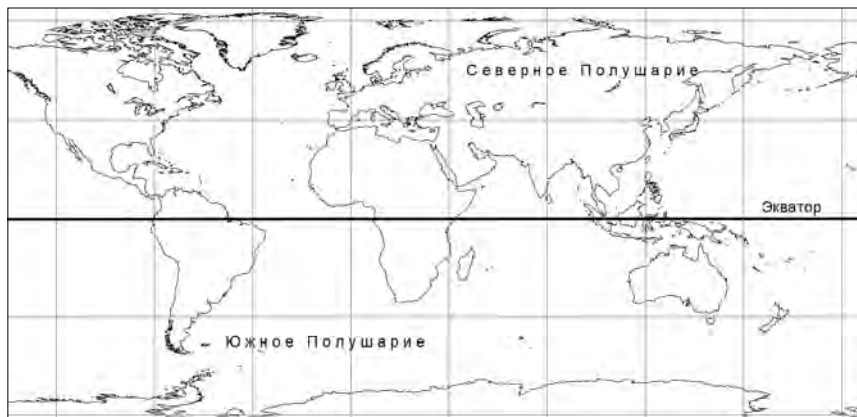 Северное Полушарие
Экватор
Южное Полушарие